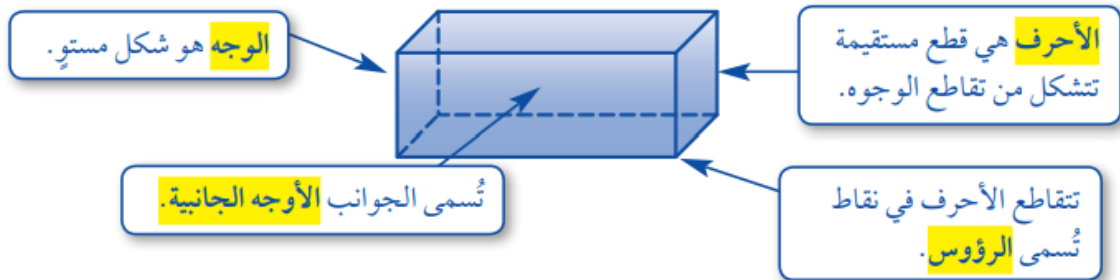 الأحرف هي قطع مستقيمة
تتشكل من تقاطع الوجوه.
الوجه هو شكل مستوٍ.
تُسمى الجوانب الأوجه الجانبية.
تتقاطع الأحرف في نقاط
تُسمى الرؤوس.